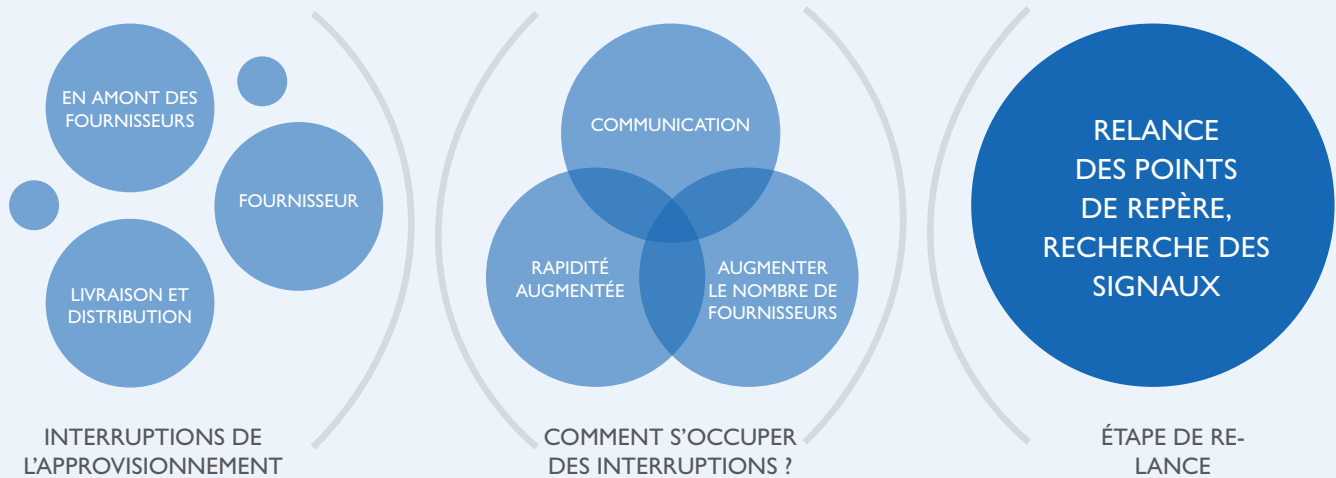 EN AMONT DES
FOURNISSEURS
FOURNISSEUR
LIVRAISON ET
DISTRIBUTION
INTERRUPTIONS DE
L’APPROVISIONNEMENT
COMMUNICATION
RAPIDITÉ
AUGMENTÉE
AUGMENTER
LE NOMBRE DE
FOURNISSEURS
COMMENT S’OCCUPER
DES INTERRUPTIONS ?
RELANCE
DES POINTS
DE REPÈRE,
RECHERCHE DES
SIGNAUX
ÉTAPE DE RE-
LANCE